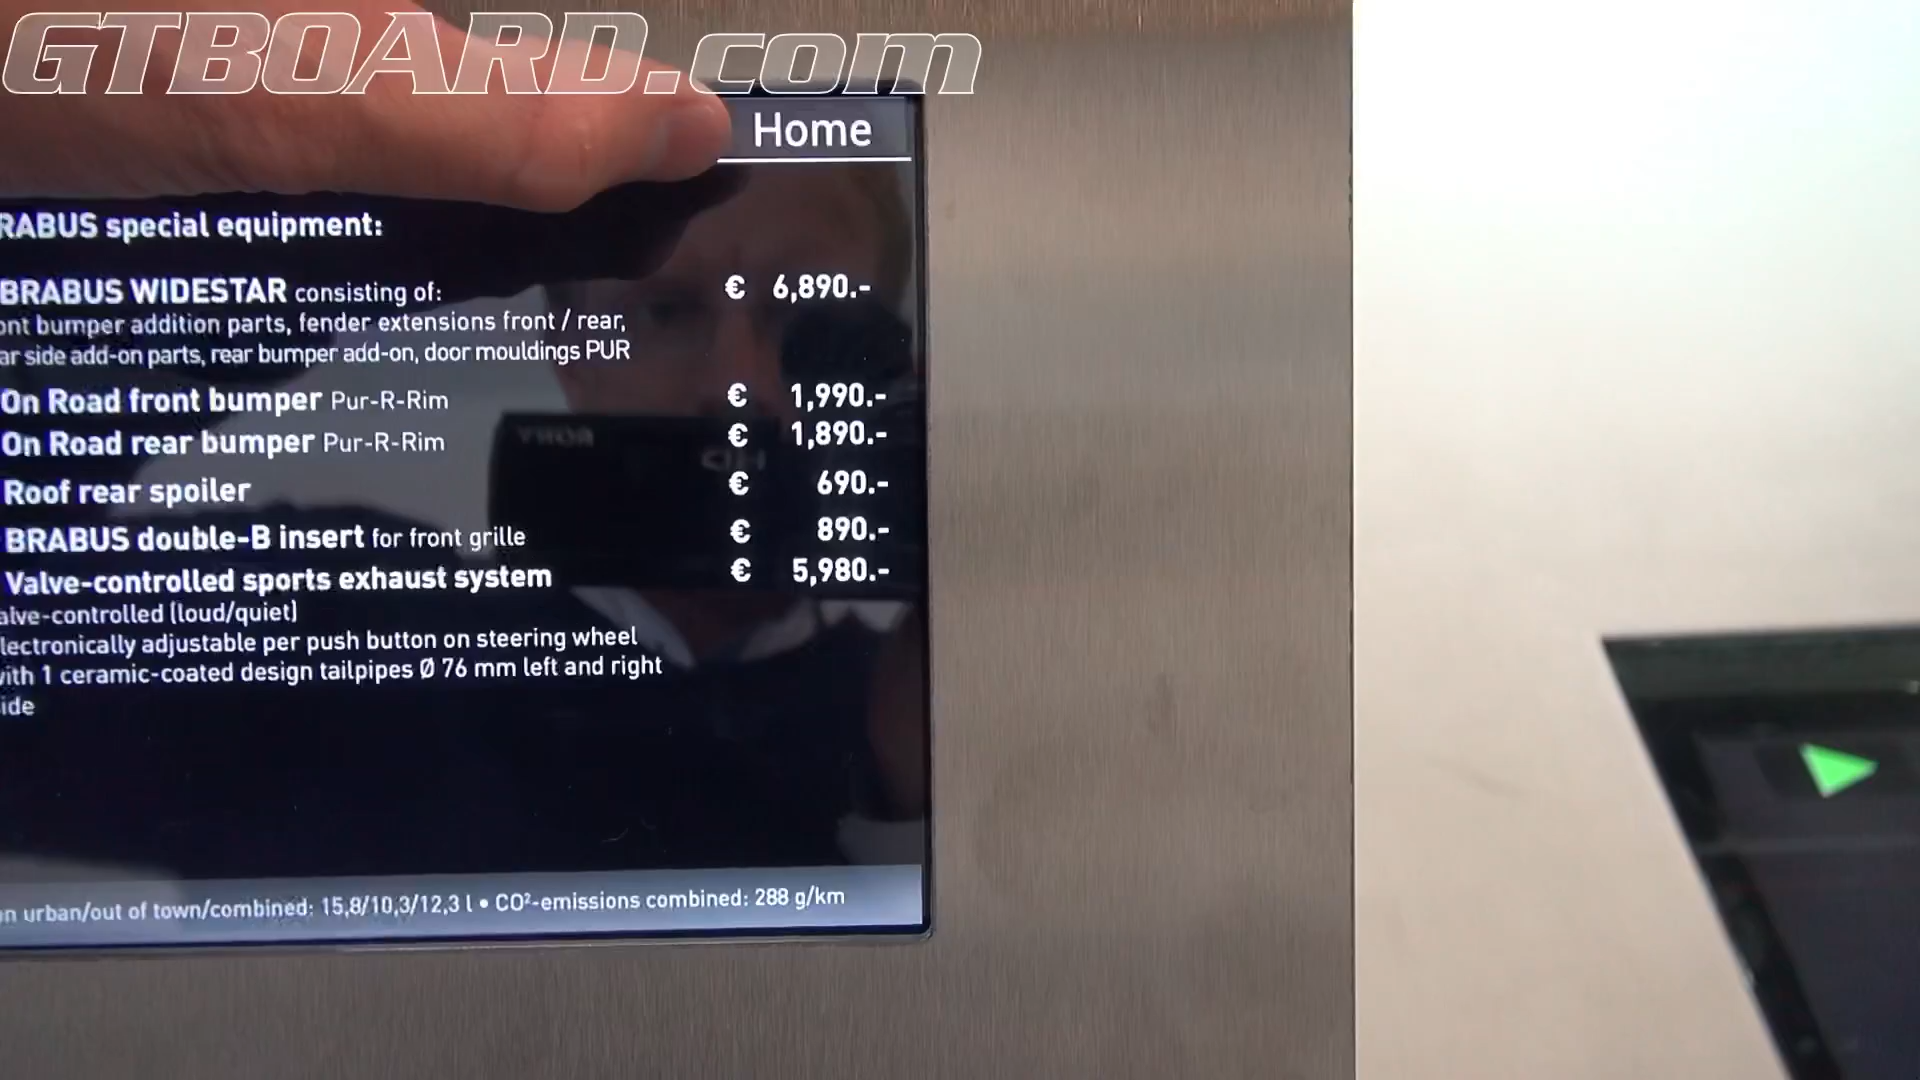 GTBOARD.com
Home
RABUS special equipment:
BRABUS WIDESTAR consisting of: € 6,890.-
ont bumper addition parts, fender extensions front / rear,
ar side add-on parts, rear bumper add-on, door mouldings PUR
On Road front bumper Pur-R-Rim € 1,990.-
On Road rear bumper Pur-R-Rim € 1,890.-
Roof rear spoiler € 690.-
BRABUS double-B insert for front grille € 890.-
Valve-controlled sports exhaust system € 5,980.-
alve-controlled (loud/quiet)
lectronically adjustable per push button on steering wheel
ith 1 ceramic-coated design tailpipes Ø 76 mm left and right
ide
n urban/out of town/combined: 15,8/10,3/12,3 l • CO²-emissions combined: 288 g/km